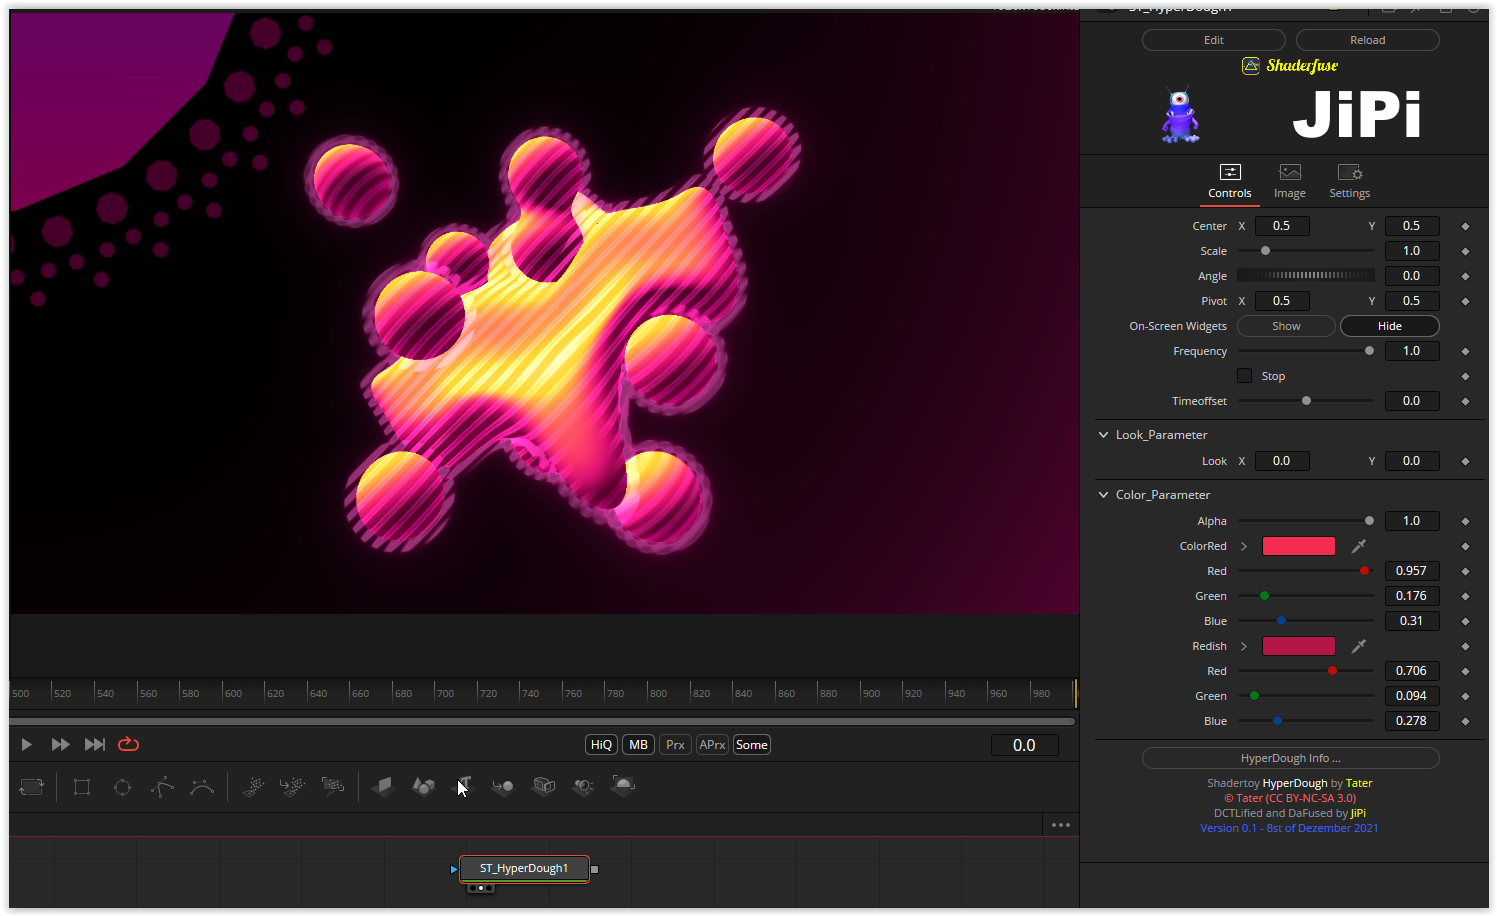 ST_HyperDough1
Edit
Reload
Shaderfuse
JiPi
Controls
Image
Settings
Center X 0.5 Y 0.5
Scale 1.0
Angle 0.0
Pivot X 0.5 Y 0.5
On-Screen Widgets Show Hide
Frequency 1.0
Stop
Timeoffset 0.0
Look_Parameter
Look X 0.0 Y 0.0
Color_Parameter
Alpha 1.0
ColorRed
Red 0.957
Green 0.176
Blue 0.31
Redish
Red 0.706
Green 0.094
Blue 0.278
HyperDough Info ...
Shadertoy HyperDough by Tater
© Tater (CC BY-NC-SA 3.0)
DCTLified and DaFused by JiPi
Version 0.1 - 8st of Dezember 2021
500 520 540 560 580 600 620 640 660 680 700 720 740 760 780 800 820 840 860 880 900 920 940 960 980
HiQ MB Prx APrx Some 0.0
ST_HyperDough1